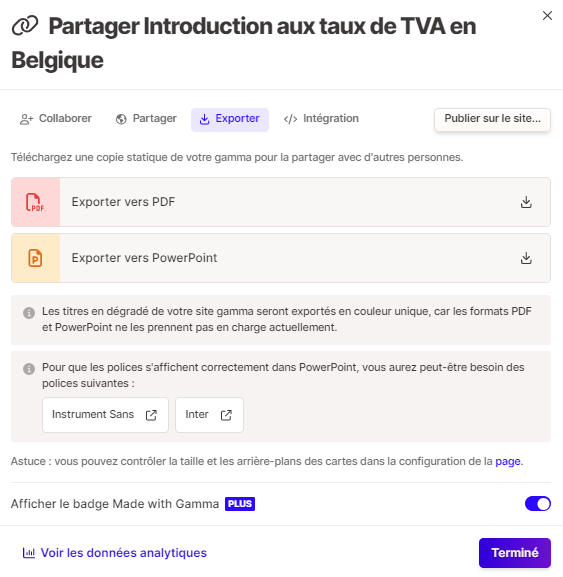 Partager Introduction aux taux de TVA en
Belgique
Collaborer
Partager
Exporter
Intégration
Publier sur le site...
Téléchargez une copie statique de votre gamma pour la partager avec d'autres personnes.
PDF
Exporter vers PDF
P
Exporter vers PowerPoint
Les titres en dégradé de votre site gamma seront exportés en couleur unique, car les formats PDF
et PowerPoint ne les prennent pas en charge actuellement.
Pour que les polices s'affichent correctement dans PowerPoint, vous aurez peut-être besoin des
polices suivantes :
Instrument Sans
Inter
Astuce : vous pouvez contrôler la taille et les arrière-plans des cartes dans la configuration de la page.
Afficher le badge Made with Gamma PLUS
Voir les données analytiques
Terminé